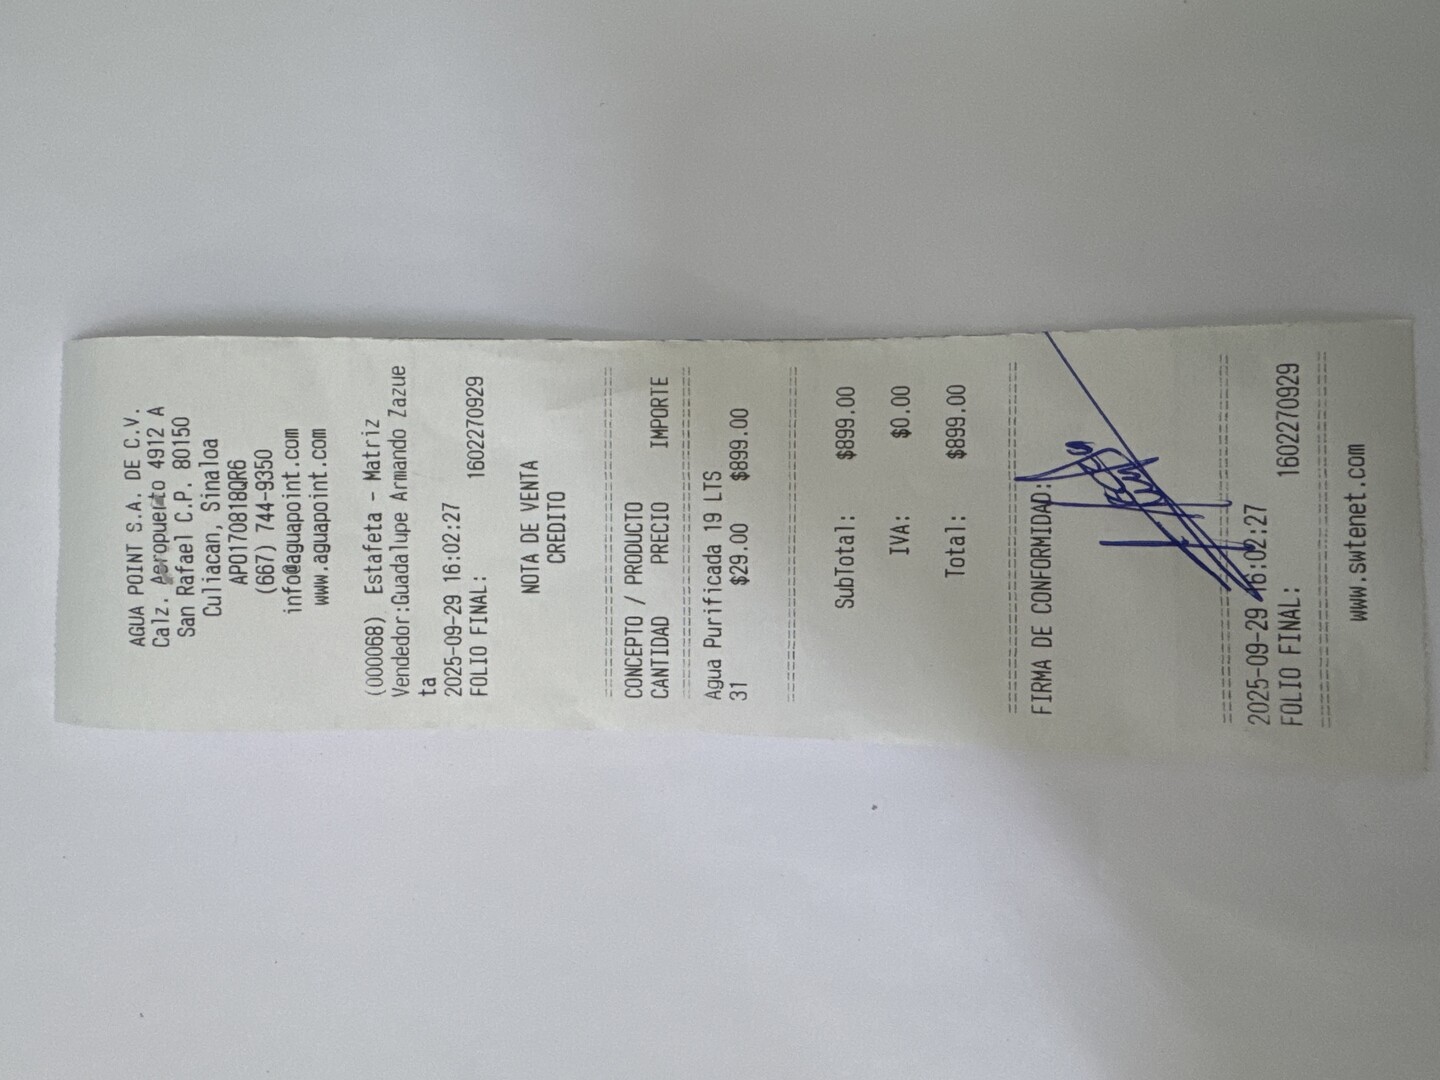 AGUA POINT S.A. DE C.V.
Calz. Aeropuerto 4912 A
San Rafael C.P. 80150
Culiacan, Sinaloa
APO170818QR6
(667) 744-9350
info@aguapoint.com
www.aguapoint.com
(000068) Estafeta - Matriz
Vendedor:Guadalupe Armando Zazue
ta
2025-09-29 16:02:27
FOLIO FINAL: 1602270929
NOTA DE VENTA
CREDITO
================================
CONCEPTO / PRODUCTO
CANTIDAD PRECIO IMPORTE
================================
Agua Purificada 19 LTS
31 $29.00 $899.00
================================
SubTotal: $899.00
IVA: $0.00
Total: $899.00
================================
FIRMA DE CONFORMIDAD:
================================
2025-09-29 16:02:27
FOLIO FINAL: 1602270929
================================
www.swtenet.com